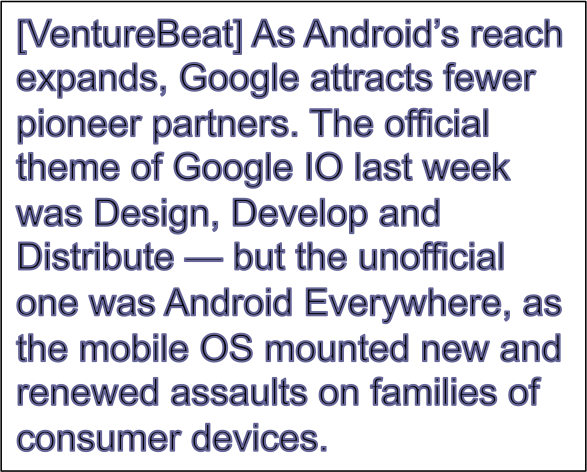 [VentureBeat] As Android’s reach
expands, Google attracts fewer
pioneer partners. The official
theme of Google IO last week
was Design, Develop and
Distribute — but the unofficial
one was Android Everywhere, as
the mobile OS mounted new and
renewed assaults on families of
consumer devices.